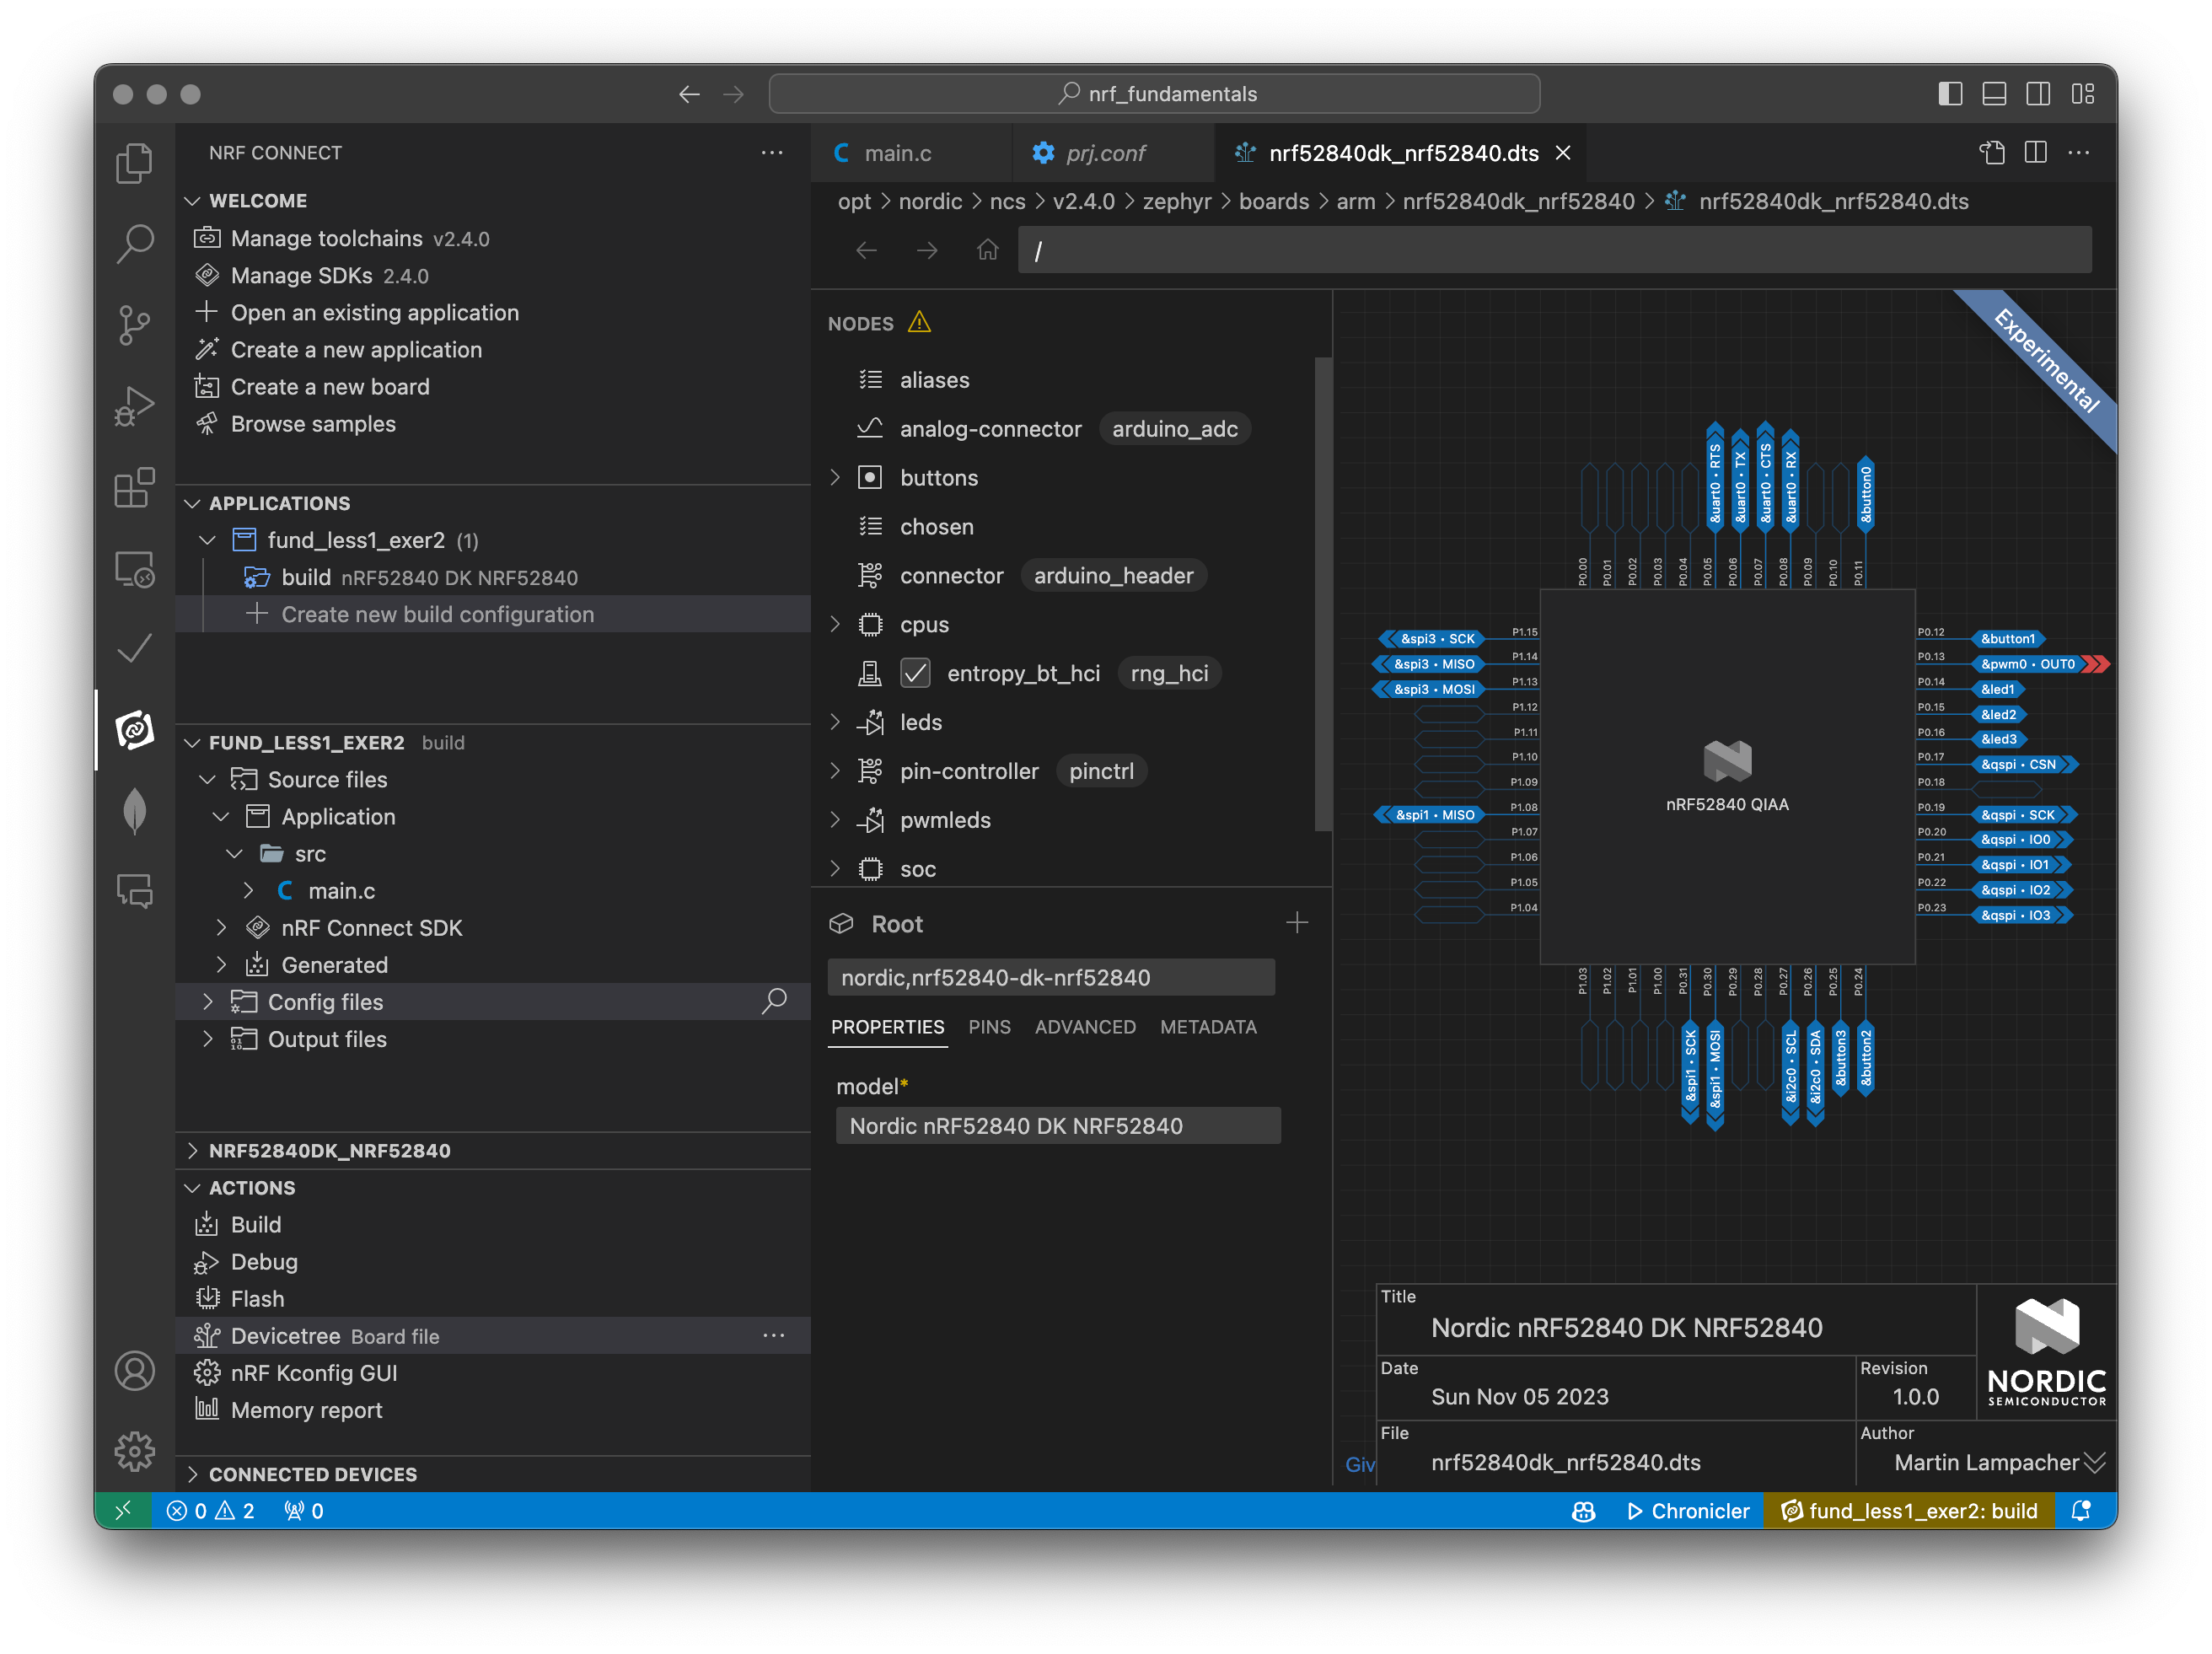 nrf_fundamentals
NRF CONNECT
WELCOME
Manage toolchains v2.4.0
Manage SDKs 2.4.0
Open an existing application
Create a new application
Create a new board
Browse samples
APPLICATIONS
fund_less1_exer2 (1)
build nRF52840 DK NRF52840
Create new build configuration
FUND_LESS1_EXER2 build
Source files
Application
src
C main.c
nRF Connect SDK
Generated
Config files
Output files
NRF52840DK_NRF52840
ACTIONS
Build
Debug
Flash
Devicetree Board file
nRF Kconfig GUI
Memory report
CONNECTED DEVICES
C main.c
prj.conf
nrf52840dk_nrf52840.dts
opt > nordic > ncs > v2.4.0 > zephyr > boards > arm > nrf52840dk_nrf52840 > nrf52840dk_nrf52840.dts
/
NODES
aliases
analog-connector arduino_adc
buttons
chosen
connector arduino_header
cpus
entropy_bt_hci rng_hci
leds
pin-controller pinctrl
pwmleds
soc
Root
nordic,nrf52840-dk-nrf52840
PROPERTIES PINS ADVANCED METADATA
model*
Nordic nRF52840 DK NRF52840
Experimental
&uart0 • RTS
&uart0 • TX
&uart0 • CTS
&uart0 • RX
&button0
P0.00
P0.01
P0.02
P0.03
P0.04
P0.05
P0.06
P0.07
P0.08
P0.09
P0.10
P0.11
&spi3 • SCK P1.15
&spi3 • MISO P1.14
&spi3 • MOSI P1.13
P1.12
P1.11
P1.10
P1.09
&spi1 • MISO P1.08
P1.07
P1.06
P1.05
P1.04
nRF52840 QIAA
P0.12 &button1
P0.13 &pwm0 • OUT0
P0.14 &led1
P0.15 &led2
P0.16 &led3
P0.17 &qspi • CSN
P0.18
P0.19 &qspi • SCK
P0.20 &qspi • IO0
P0.21 &qspi • IO1
P0.22 &qspi • IO2
P0.23 &qspi • IO3
P1.03
P1.02
P1.01
P1.00
P0.31
P0.30
P0.29
P0.28
P0.27
P0.26
P0.25
P0.24
&spi1 • SCK
&spi1 • MOSI
&i2c0 • SCL
&i2c0 • SDA
&button3
&button2
Title
Nordic nRF52840 DK NRF52840
Date
Sun Nov 05 2023
Revision
1.0.0
NORDIC
SEMICONDUCTOR
File
nrf52840dk_nrf52840.dts
Author
Martin Lampacher
Giv
0 2 0
Chronicler
fund_less1_exer2: build